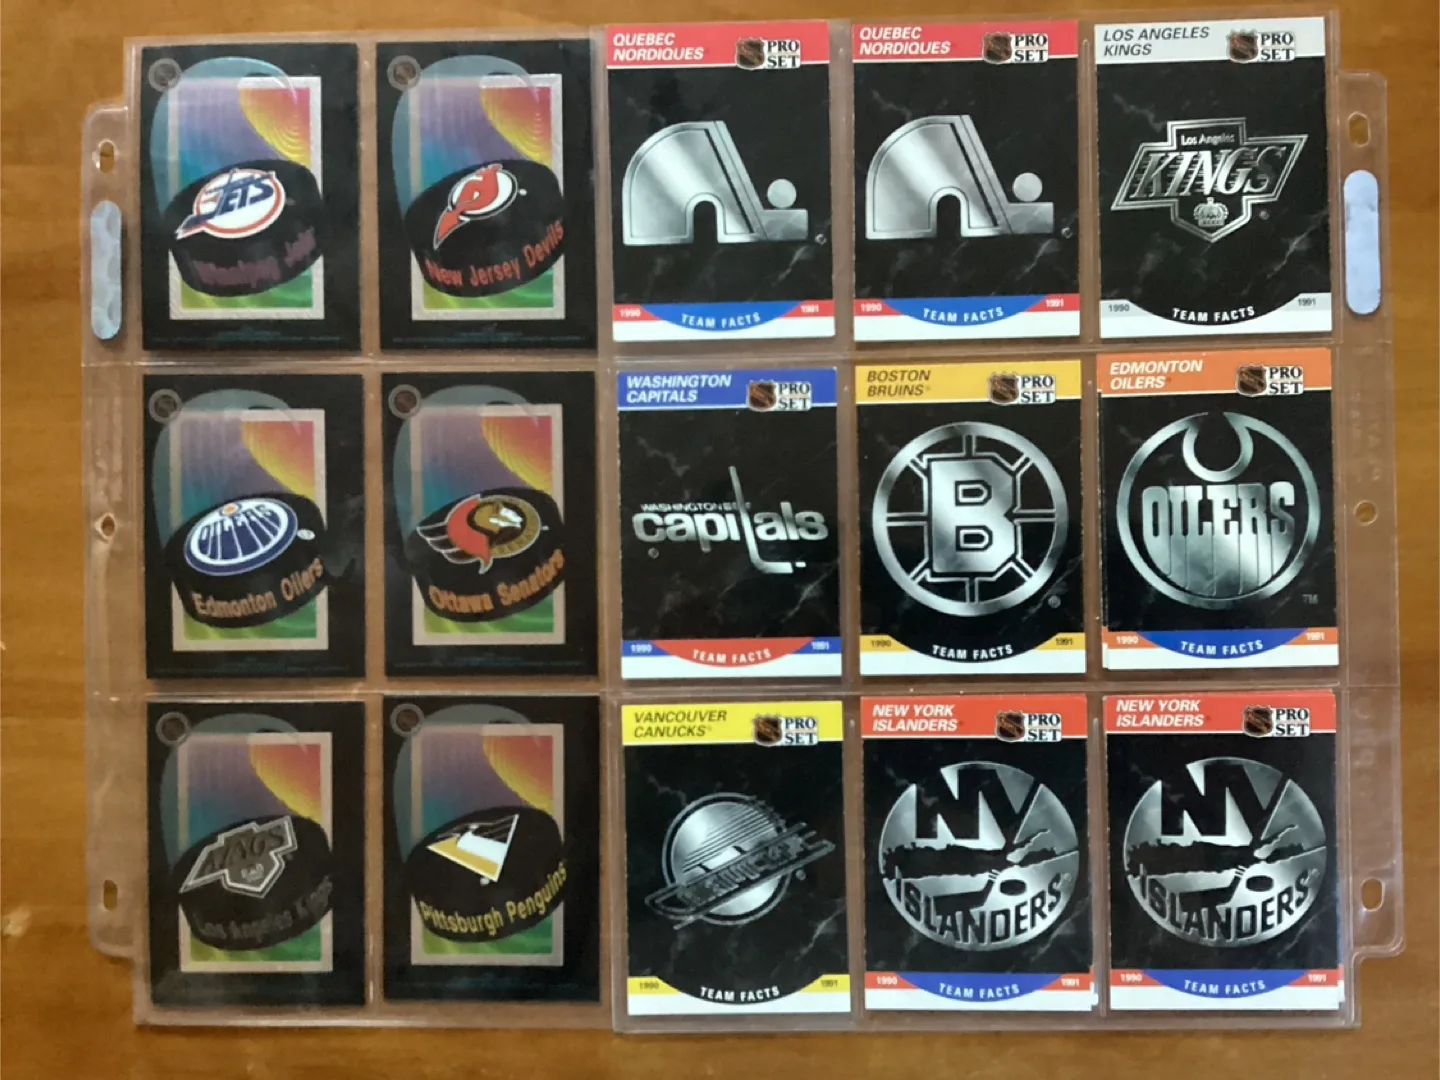 JETS
Winnipeg Jets
New Jersey Devils
QUEBEC
NORDIQUES
PRO
SET
1990
TEAM FACTS
1991
QUEBEC
NORDIQUES
PRO
SET
1990
TEAM FACTS
1991
LOS ANGELES
KINGS
PRO
SET
Los Angeles
KINGS
1990
TEAM FACTS
1991
OILERS
Edmonton Oilers
Ottawa Senators
WASHINGTON
CAPITALS
PRO
SET
WASHINGTON
capitals
1990
TEAM FACTS
1991
BOSTON
BRUINS®
PRO
SET
B
1990
TEAM FACTS
1991
EDMONTON
OILERS
PRO
SET
OILERS
TM
1990
TEAM FACTS
1991
KINGS
Los Angeles Kings
Pittsburgh Penguins
VANCOUVER
CANUCKS®
PRO
SET
1990
TEAM FACTS
1991
NEW YORK
ISLANDERS®
PRO
SET
NY
ISLANDERS
1990
TEAM FACTS
1991
NEW YORK
ISLANDERS®
PRO
SET
NY
ISLANDERS
1990
TEAM FACTS
1991